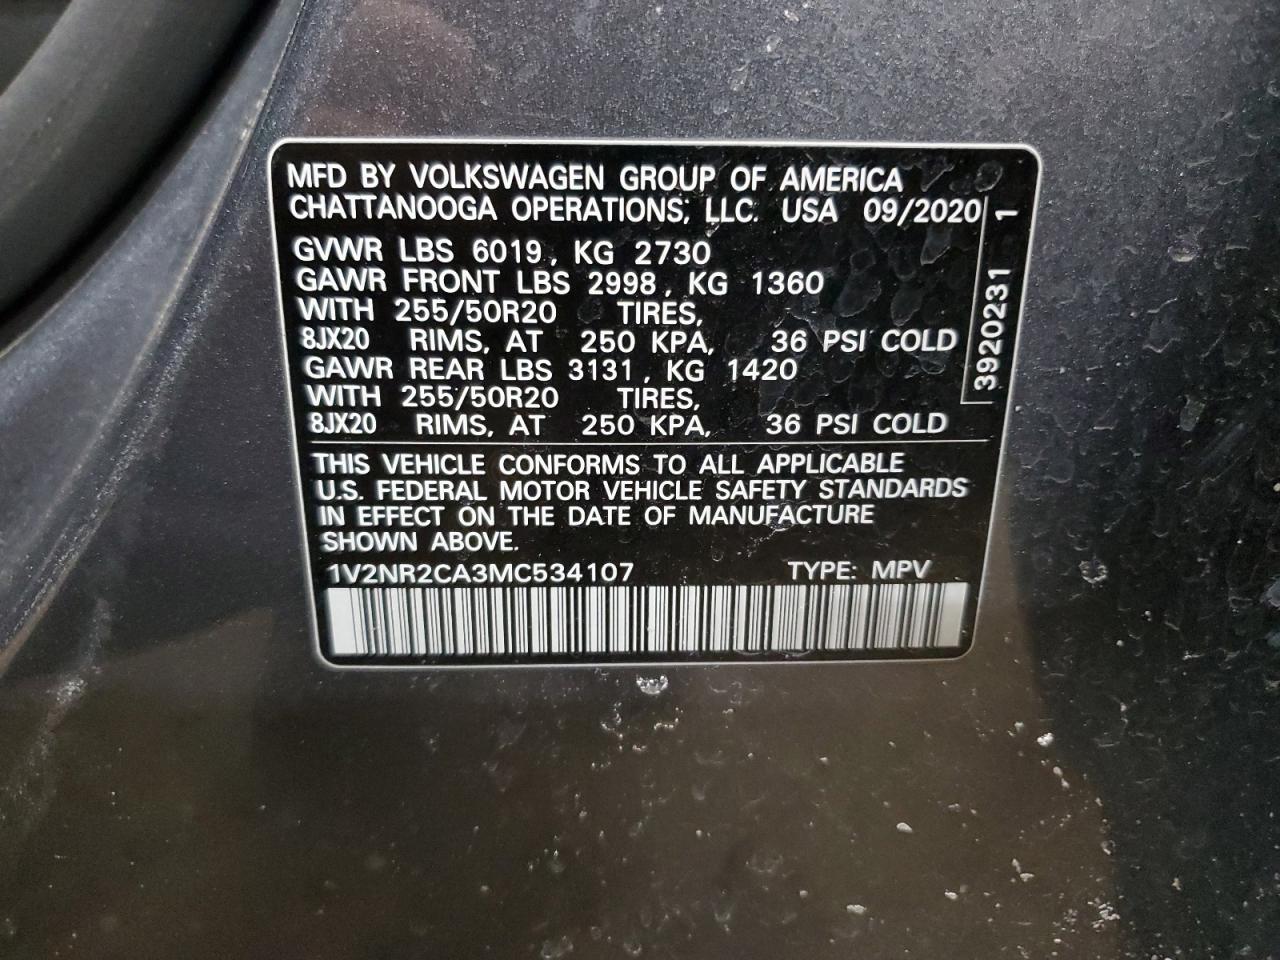 MFD BY VOLKSWAGEN GROUP OF AMERICA
CHATTANOOGA OPERATIONS, LLC. USA 09/2020
GVWR LBS 6019, KG 2730
GAWR FRONT LBS 2998, KG 1360
WITH 255/50R20 TIRES,
8JX20 RIMS, AT 250 KPA, 36 PSI COLD
GAWR REAR LBS 3131, KG 1420
WITH 255/50R20 TIRES,
8JX20 RIMS, AT 250 KPA, 36 PSI COLD
3920231 1
THIS VEHICLE CONFORMS TO ALL APPLICABLE
U.S. FEDERAL MOTOR VEHICLE SAFETY STANDARDS
IN EFFECT ON THE DATE OF MANUFACTURE
SHOWN ABOVE.
1V2NR2CA3MC534107 TYPE: MPV